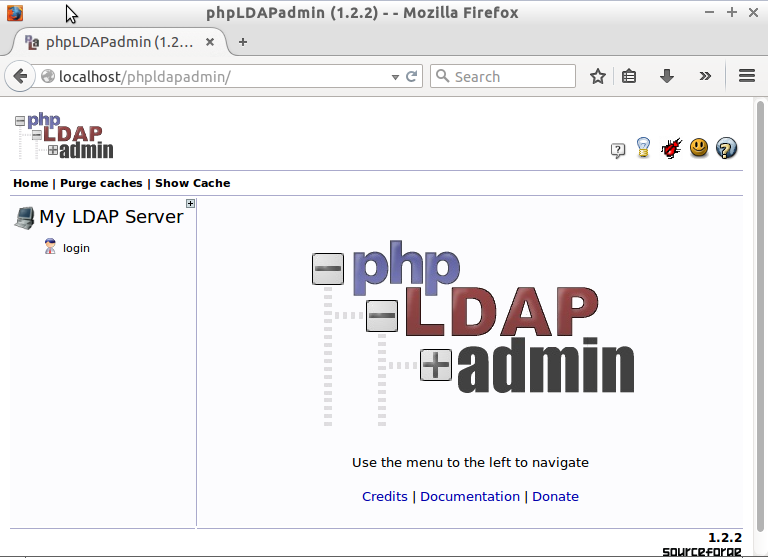 phpLDAPadmin (1.2.2) - - Mozilla Firefox
phpLDAPadmin (1.2...
localhost/phpldapadmin/
Search
php
LDAP
admin
Home | Purge caches | Show Cache
My LDAP Server
login
php
LDAP
admin
Use the menu to the left to navigate
Credits | Documentation | Donate
1.2.2
sourceforge